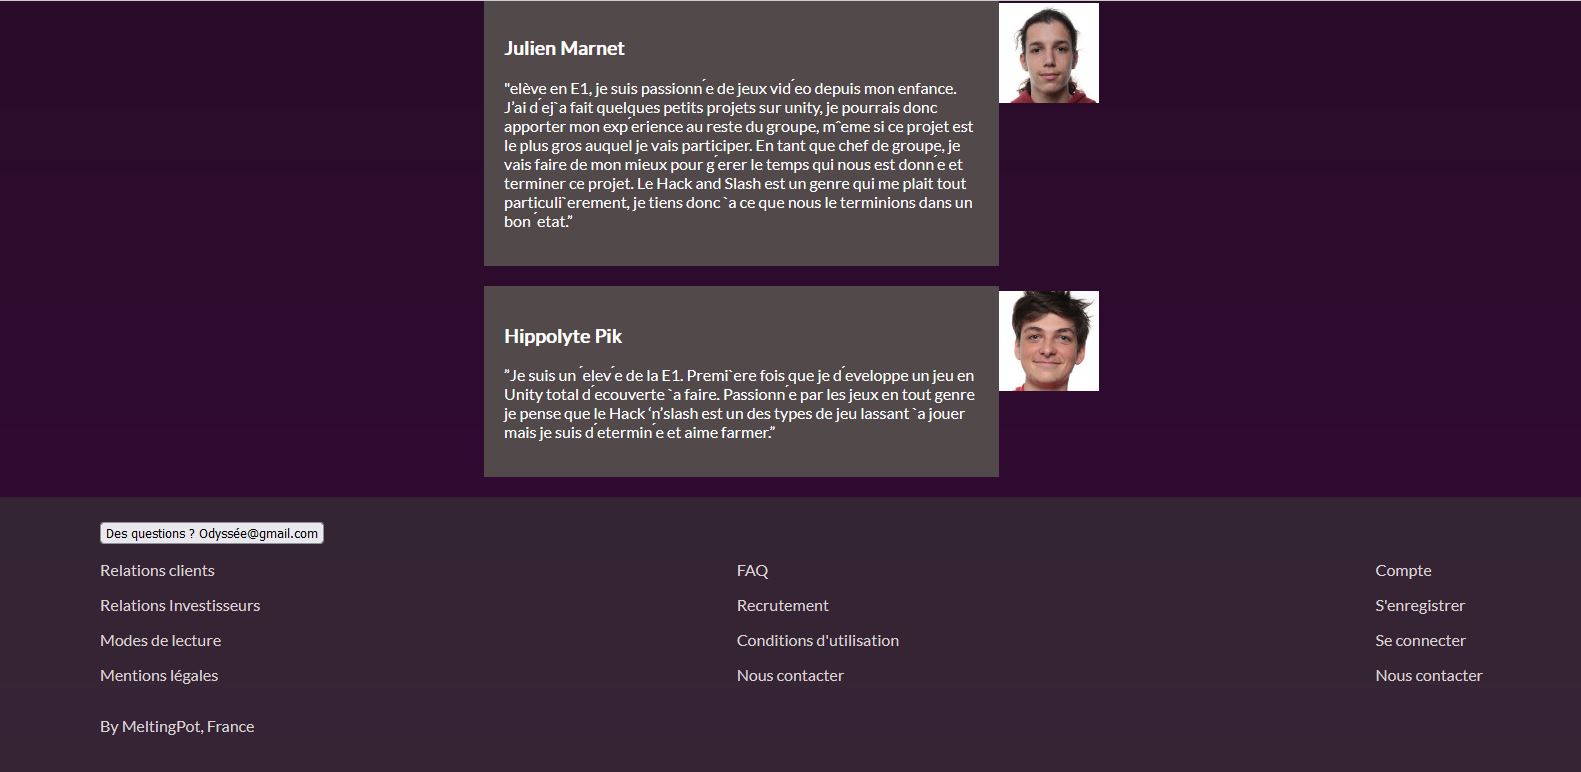 Julien Marnet
"elève en E1, je suis passionn ́e de jeux vid ́eo depuis mon enfance.
J’ai d ́ej`a fait quelques petits projets sur unity, je pourrais donc
apporter mon exp ́erience au reste du groupe, mˆeme si ce projet est
le plus gros auquel je vais participer. En tant que chef de groupe, je
vais faire de mon mieux pour g ́erer le temps qui nous est donn ́e et
terminer ce projet. Le Hack and Slash est un genre qui me plait tout
particuli`erement, je tiens donc `a ce que nous le terminions dans un
bon ́etat.”
Hippolyte Pik
”Je suis un ́elev ́e de la E1. Premi`ere fois que je d ́eveloppe un jeu en
Unity total d ́ecouverte `a faire. Passionn ́e par les jeux en tout genre
je pense que le Hack ‘n’slash est un des types de jeu lassant `a jouer
mais je suis d ́etermin ́e et aime farmer.”
Des questions ? Odyssée@gmail.com
Relations clients
FAQ
Compte
Relations Investisseurs
Recrutement
S'enregistrer
Modes de lecture
Conditions d'utilisation
Se connecter
Mentions légales
Nous contacter
Nous contacter
By MeltingPot, France